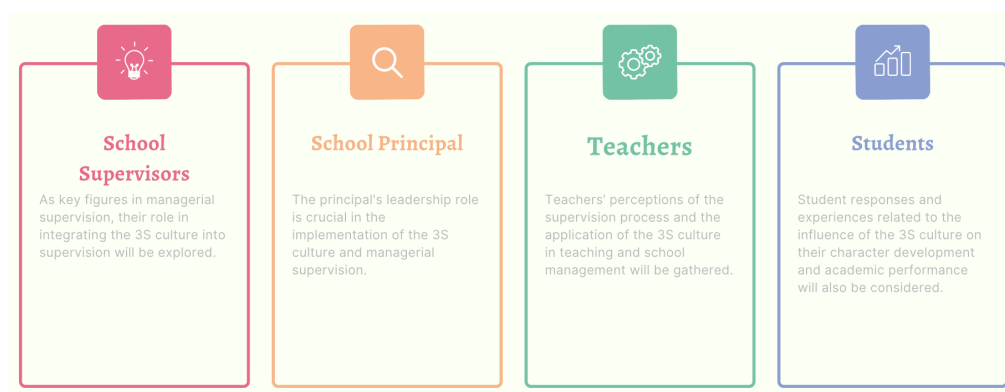 School
Supervisors
As key figures in managerial
supervision, their role in
integrating the 3S culture into
supervision will be explored.
School Principal
The principal's leadership role
is crucial in the
implementation of the 3S
culture and managerial
supervision.
Teachers
Teachers' perceptions of the
supervision process and the
application of the 3S culture
in teaching and school
management will be gathered.
Students
Student responses and
experiences related to the
influence of the 3S culture on
their character development
and academic performance
will also be considered.